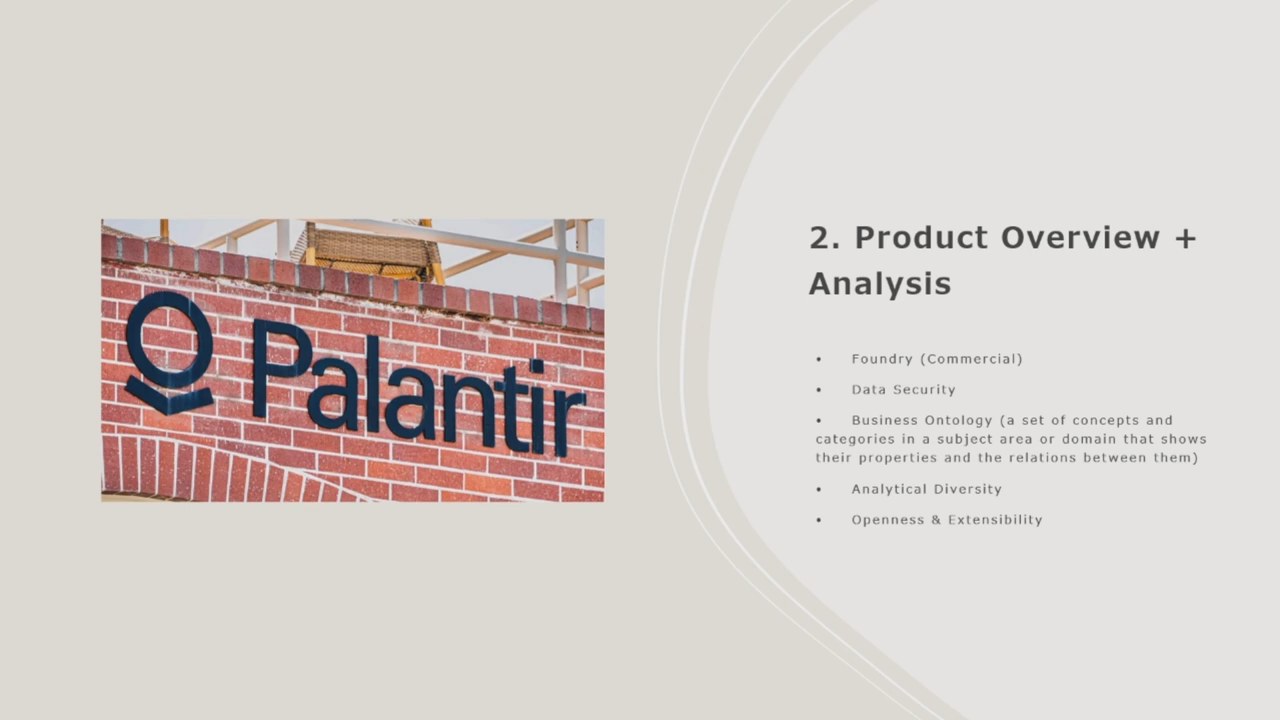 Palantir
2. Product Overview +
Analysis
• Foundry (Commercial)
• Data Security
• Business Ontology (a set of concepts and
categories in a subject area or domain that shows
their properties and the relations between them)
• Analytical Diversity
• Openness & Extensibility